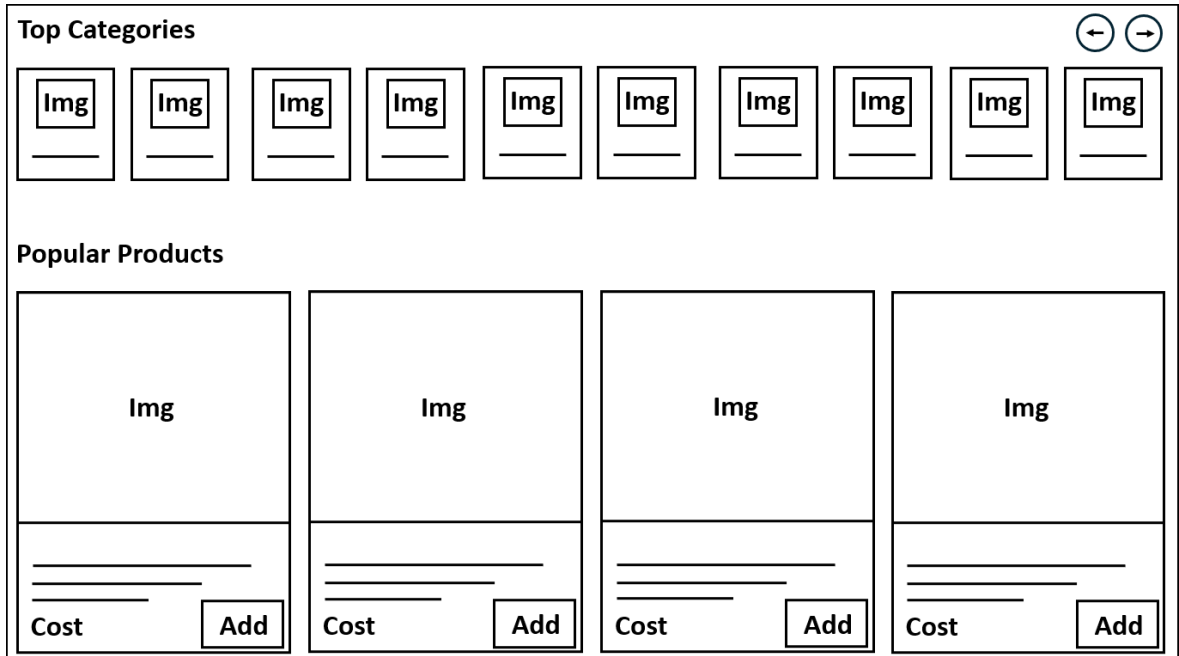 Top Categories
Img Img Img Img Img Img Img Img Img Img
Popular Products
Img Img Img Img
Cost Add Cost Add Cost Add Cost Add